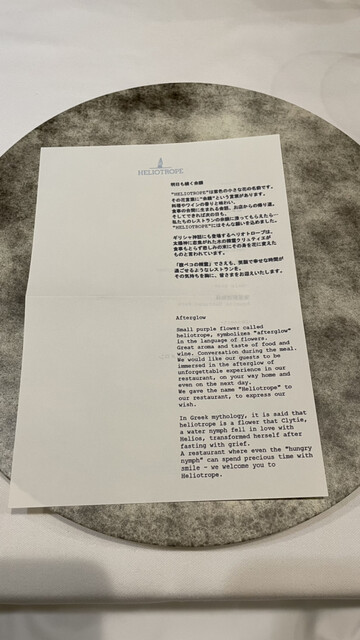 HELIOTROPE
明日も続く余韻
"HELIOTROPE"は紫色の小さな花の名前です。
その花言葉に"余韻"という言葉があります。
料理やワインの香りと味わい、
食事の合間に生まれる会話、お店からの帰り道、
そしてできれば次の日も、
私たちのレストランの余韻に浸ってもらえたら―
"HELIOTROPE"にはそんな願いを込めました。
ギリシャ神話にも登場するヘリオトロープは、
太陽神に恋焦がれた水の精霊クリュティエが
食事もとらず悲しみの末にその身を花に変えた
ものと言われています。
「腹ペコの精霊」でさえも、笑顔で幸せな時間が
過ごせるようなレストランを。
その気持ちを胸に、皆さまをお迎えいたします。
Afterglow
Small purple flower called
heliotrope, symbolizes "afterglow"
in the language of flowers.
Great aroma and taste of food and
wine. Conversation during the meal.
We would like our guests to be
immersed in the afterglow of
unforgettable experience in our
restaurant, on your way home and
even on the next day.
We gave the name "Heliotrope" to
our restaurant, to express our
wish.
In Greek mythology, it is said that
heliotrope is a flower that Clytie,
a water nymph fell in love with
Helios, transformed herself after
fasting with grief.
A restaurant where even the "hungry
nymph" can spend precious time with
smile - we welcome you to
Heliotrope.